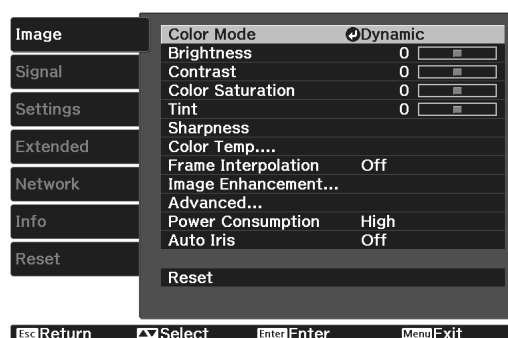 Image
Signal
Settings
Extended
Network
Info
Reset
Color Mode Dynamic
Brightness 0
Contrast 0
Color Saturation 0
Tint 0
Sharpness
Color Temp....
Frame Interpolation Off
Image Enhancement...
Advanced...
Power Consumption High
Auto Iris Off
Reset
Esc Return Select Enter Enter Menu Exit